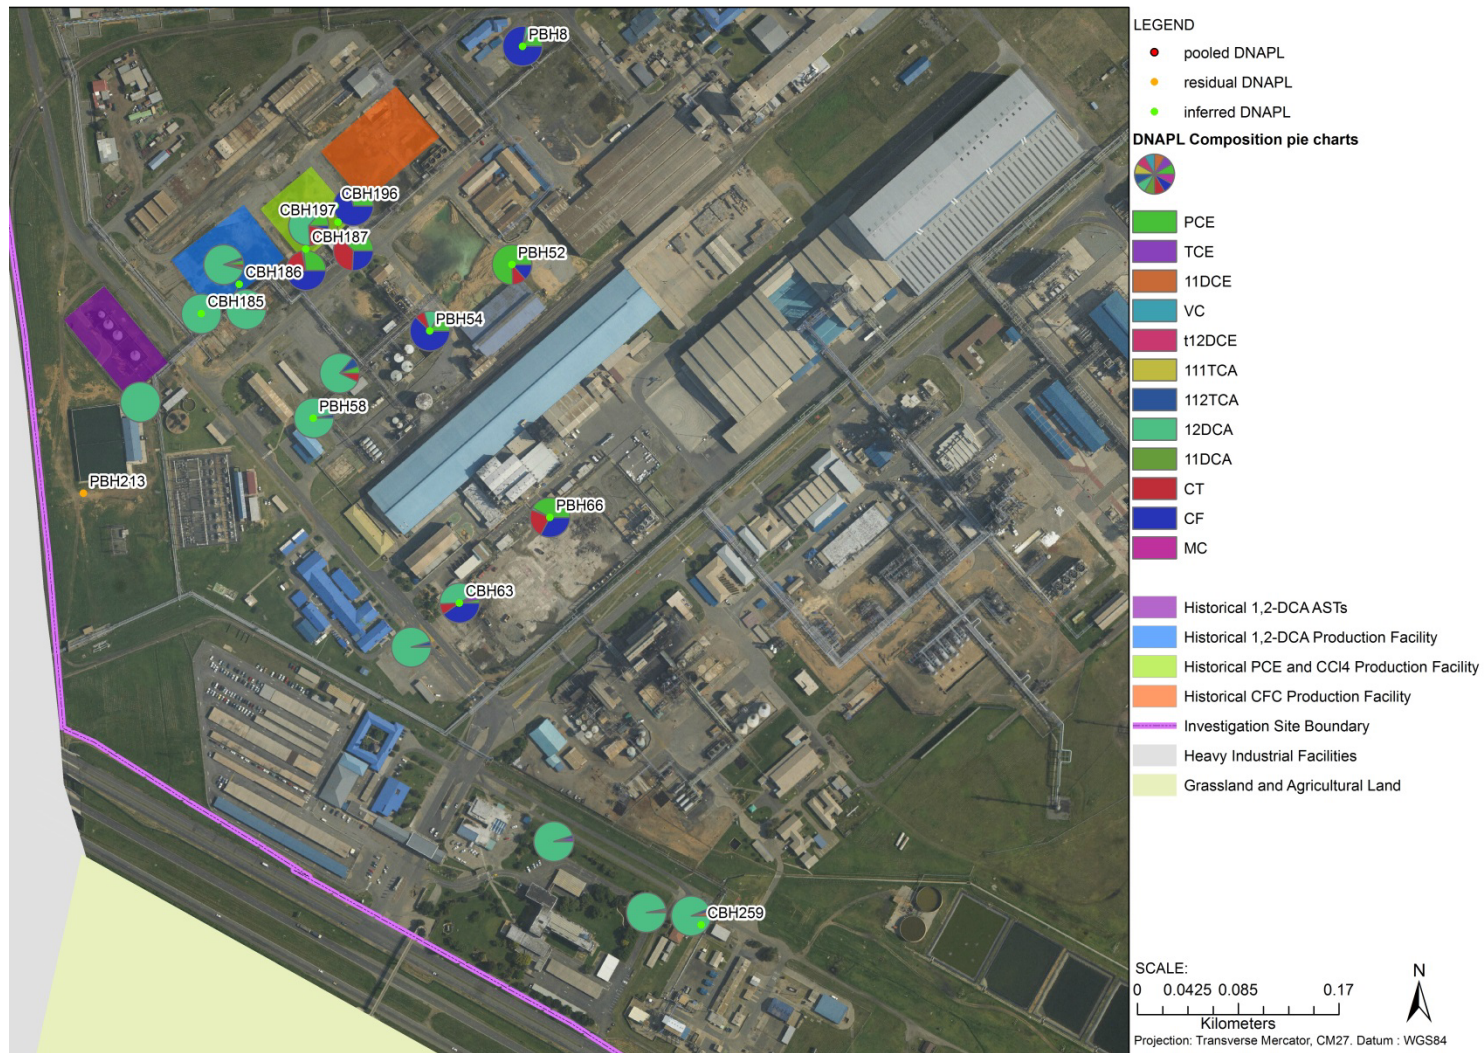 PBH8
CBH196
CBH197
CBH187
CBH186
CBH185
PBH52
PBH54
PBH58
PBH213
PBH66
CBH63
CBH259
LEGEND
pooled DNAPL
residual DNAPL
inferred DNAPL
DNAPL Composition pie charts
PCE
TCE
11DCE
VC
t12DCE
111TCA
112TCA
12DCA
11DCA
CT
CF
MC
Historical 1,2-DCA ASTs
Historical 1,2-DCA Production Facility
Historical PCE and CCl4 Production Facility
Historical CFC Production Facility
Investigation Site Boundary
Heavy Industrial Facilities
Grassland and Agricultural Land
SCALE:
0 0.0425 0.085 0.17
Kilometers
N
Projection: Transverse Mercator, CM27. Datum : WGS84